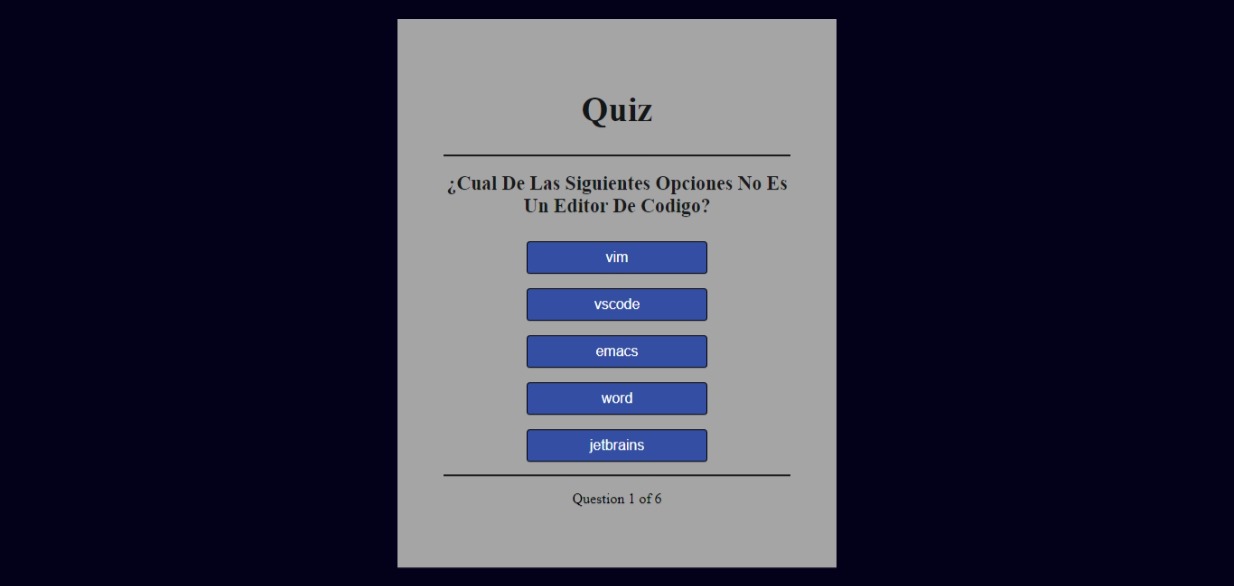 Quiz
¿Cual De Las Siguientes Opciones No Es
Un Editor De Codigo?
vim
vscode
emacs
word
jetbrains
Question 1 of 6